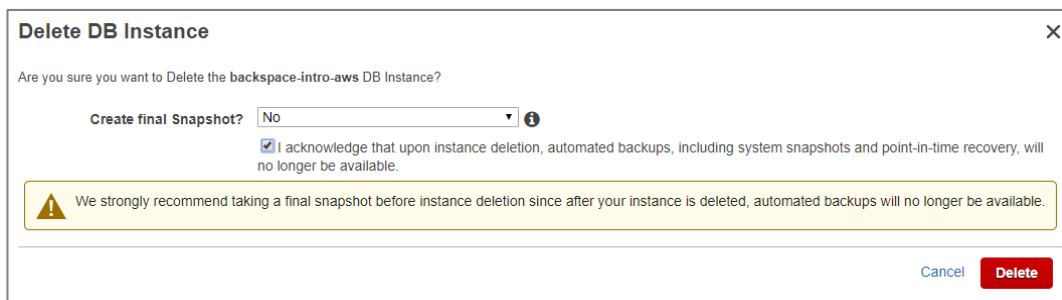 Delete DB Instance
Are you sure you want to Delete the backspace-intro-aws DB Instance?
Create final Snapshot? No
I acknowledge that upon instance deletion, automated backups, including system snapshots and point-in-time recovery, will
no longer be available.
We strongly recommend taking a final snapshot before instance deletion since after your instance is deleted, automated backups will no longer be available.
Cancel Delete